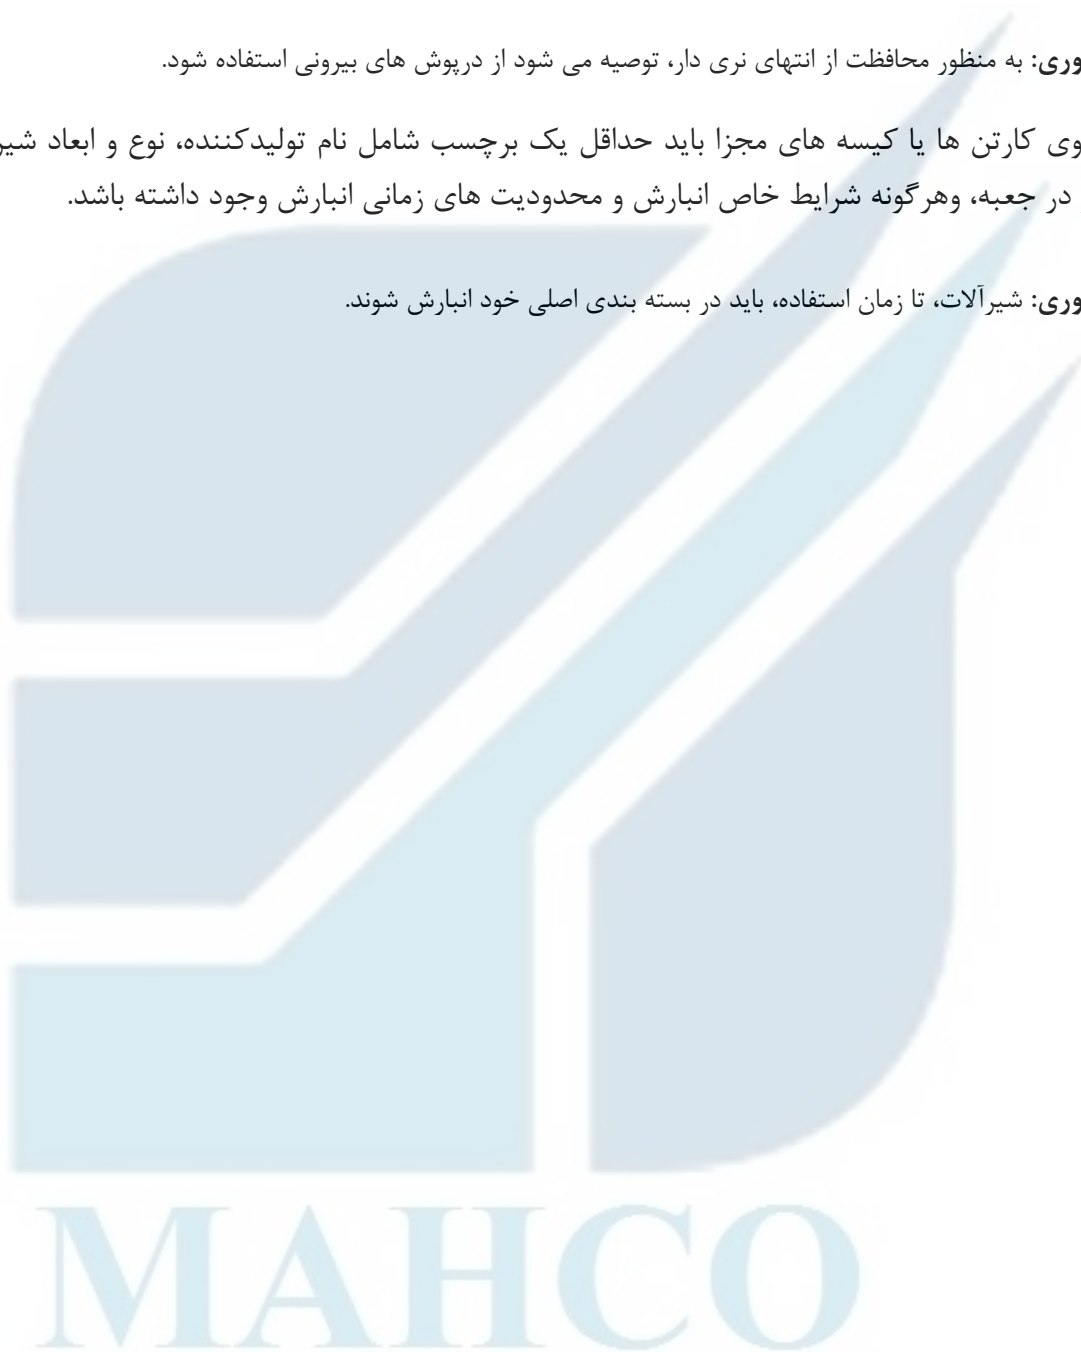 وری: به منظور محافظت از انتهای نری دار، توصیه می شود از درپوش های بیرونی استفاده شود.
وی کارتن ها یا کیسه های مجزا باید حداقل یک برچسب شامل نام تولیدکننده، نوع و ابعاد شیر
در جعبه، وهرگونه شرایط خاص انبارش و محدودیت های زمانی انبارش وجود داشته باشد.
وری: شیرآلات، تا زمان استفاده، باید در بسته بندی اصلی خود انبارش شوند.
MAHCO